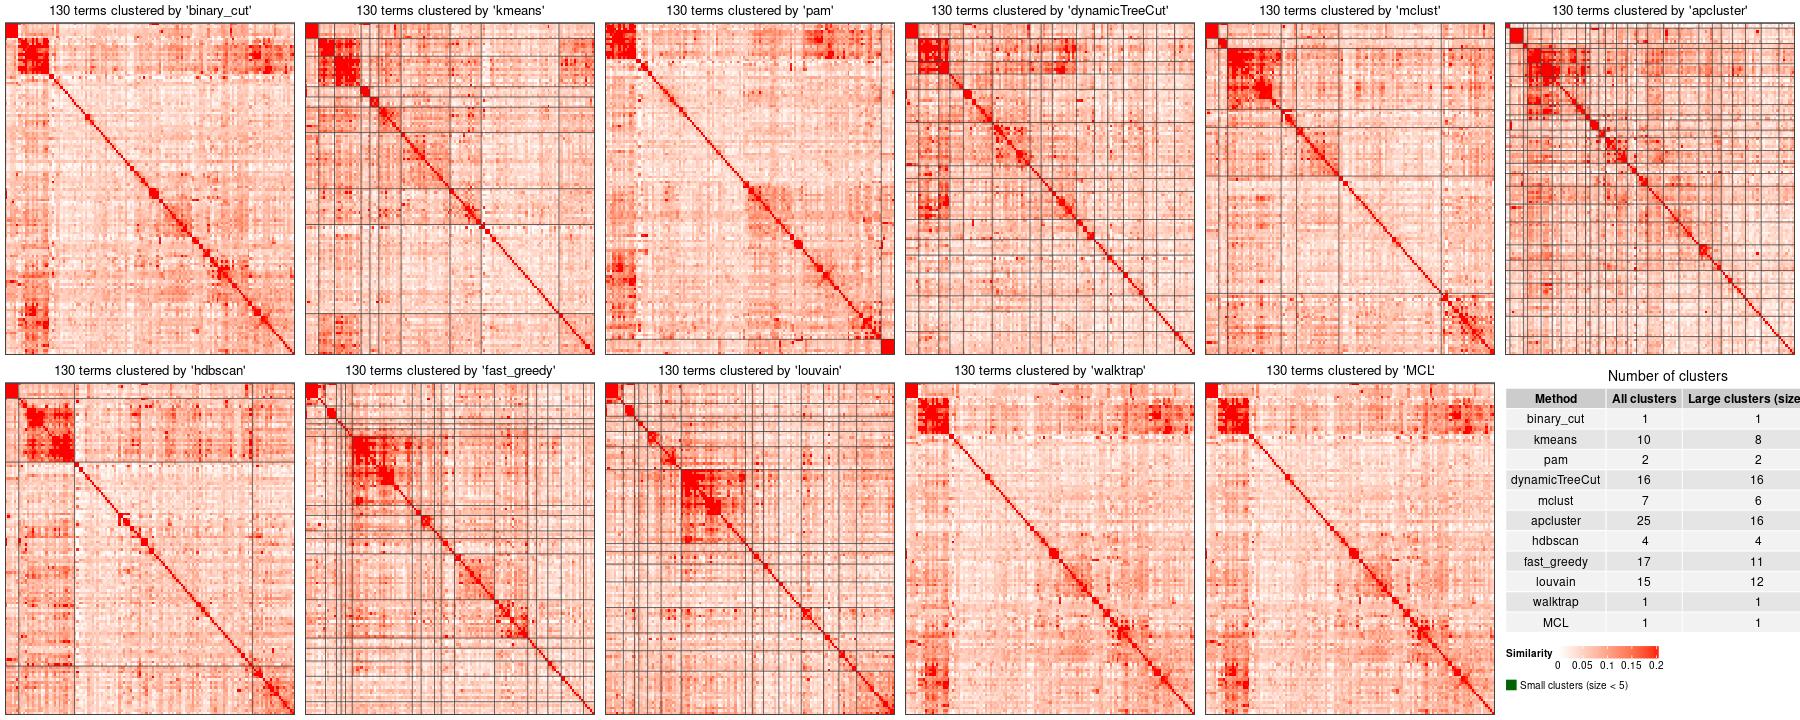 130 terms clustered by 'binary_cut'
130 terms clustered by 'kmeans'
130 terms clustered by 'pam'
130 terms clustered by 'dynamicTreeCut'
130 terms clustered by 'mclust'
130 terms clustered by 'apcluster'
130 terms clustered by 'hdbscan'
130 terms clustered by 'fast_greedy'
130 terms clustered by 'louvain'
130 terms clustered by 'walktrap'
130 terms clustered by 'MCL'
Number of clusters
Method All clusters Large clusters (size
binary_cut 1 1
kmeans 10 8
pam 2 2
dynamicTreeCut 16 16
mclust 7 6
apcluster 25 16
hdbscan 4 4
fast_greedy 17 11
louvain 15 12
walktrap 1 1
MCL 1 1
Similarity
0 0.05 0.1 0.15 0.2
Small clusters (size < 5)